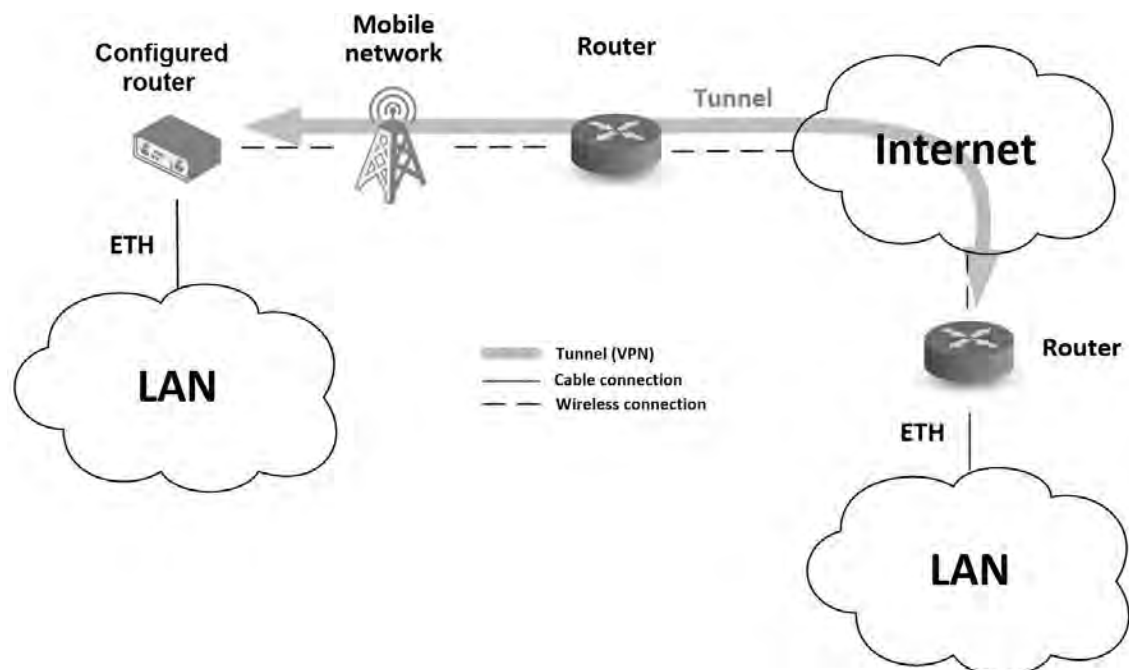 Mobile
network
Router
Configured
router
Tunnel
Internet
ETH
LAN
Tunnel (VPN)
Cable connection
Wireless connection
Router
ETH
LAN